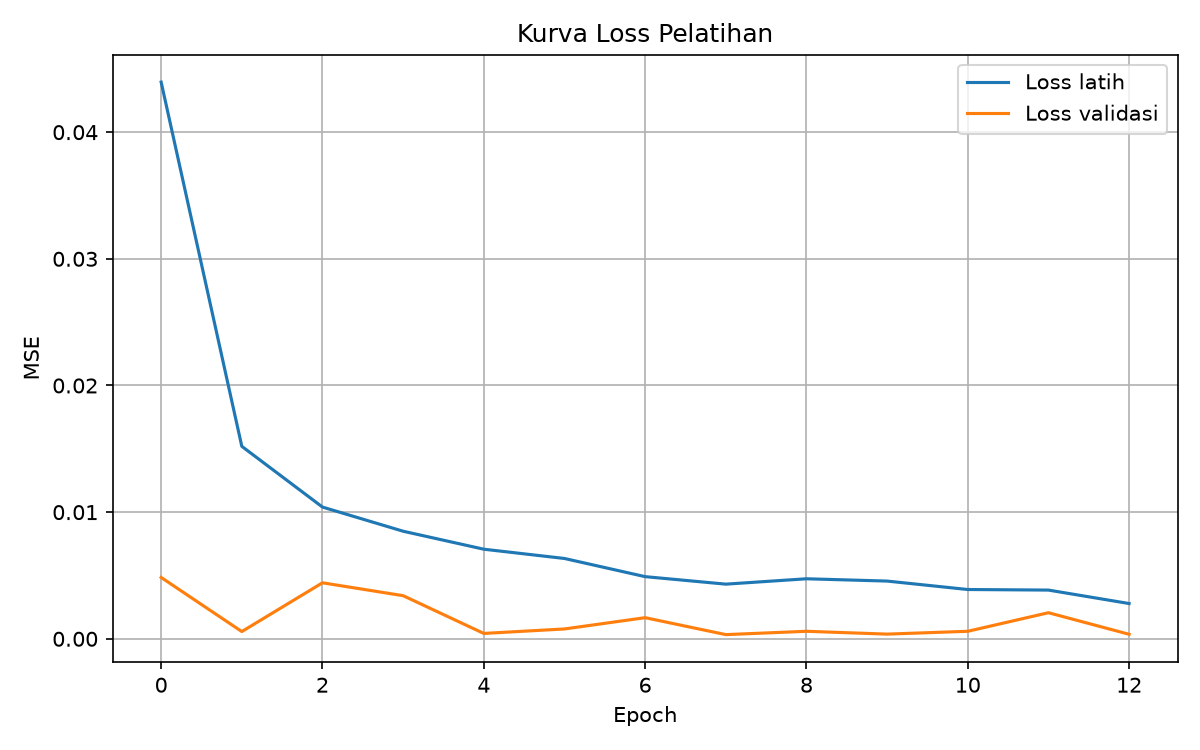 Kurva Loss Pelatihan
Loss latih
Loss validasi
MSE
0.04
0.03
0.02
0.01
0.00
0 2 4 6 8 10 12
Epoch